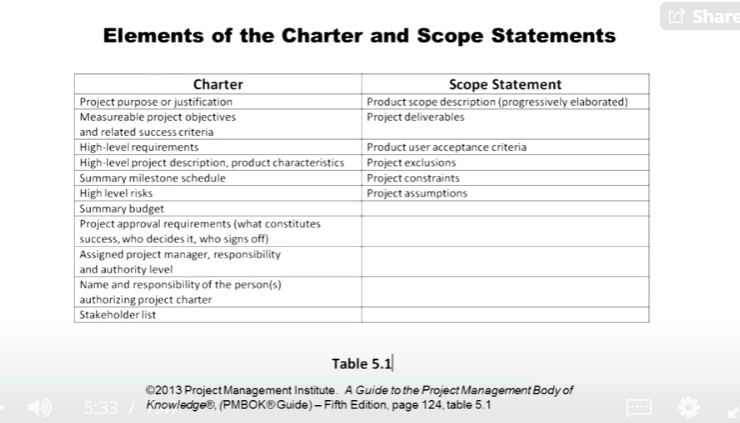 Share
Elements of the Charter and Scope Statements
Charter Scope Statement
Project purpose or justification Product scope description (progressively elaborated)
Measureable project objectives Project deliverables
and related success criteria
High-level requirements Product user acceptance criteria
High-level project description, product characteristics Project exclusions
Summary milestone schedule Project constraints
High level risks Project assumptions
Summary budget
Project approval requirements (what constitutes
success, who decides it, who signs off)
Assigned project manager, responsibility
and authority level
Name and responsibility of the person(s)
authorizing project charter
Stakeholder list
Table 5.1
©2013 Project Management Institute. A Guide to the Project Management Body of
5:33 / Knowledge®, (PMBOK® Guide) – Fifth Edition, page 124, table 5.1